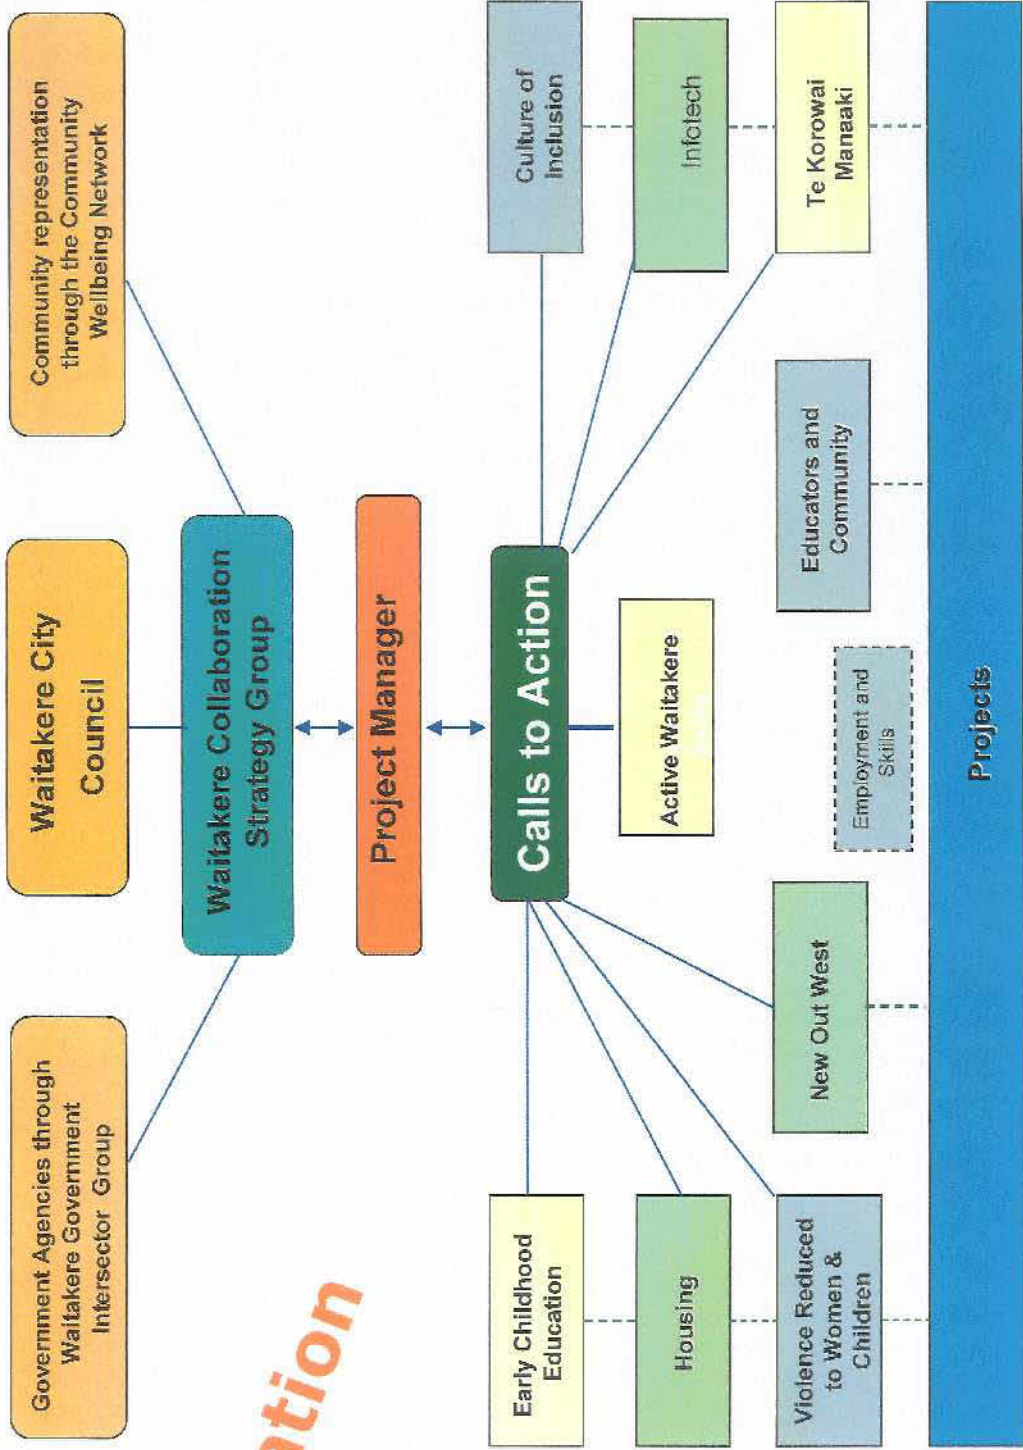 Government Agencies through
Waitakere Government
Intersector Group
Waitakere City
Council
Community representation
through the Community
Wellbeing Network
Waitakere Collaboration
Strategy Group
Project Manager
Calls to Action
Early Childhood
Education
Culture of
Inclusion
Housing
Active Waitakere
Infotech
Violence Reduced
to Women &
Children
New Out West
Employment and
Skills
Educators and
Community
Te Korowai
Manaaki
Projects